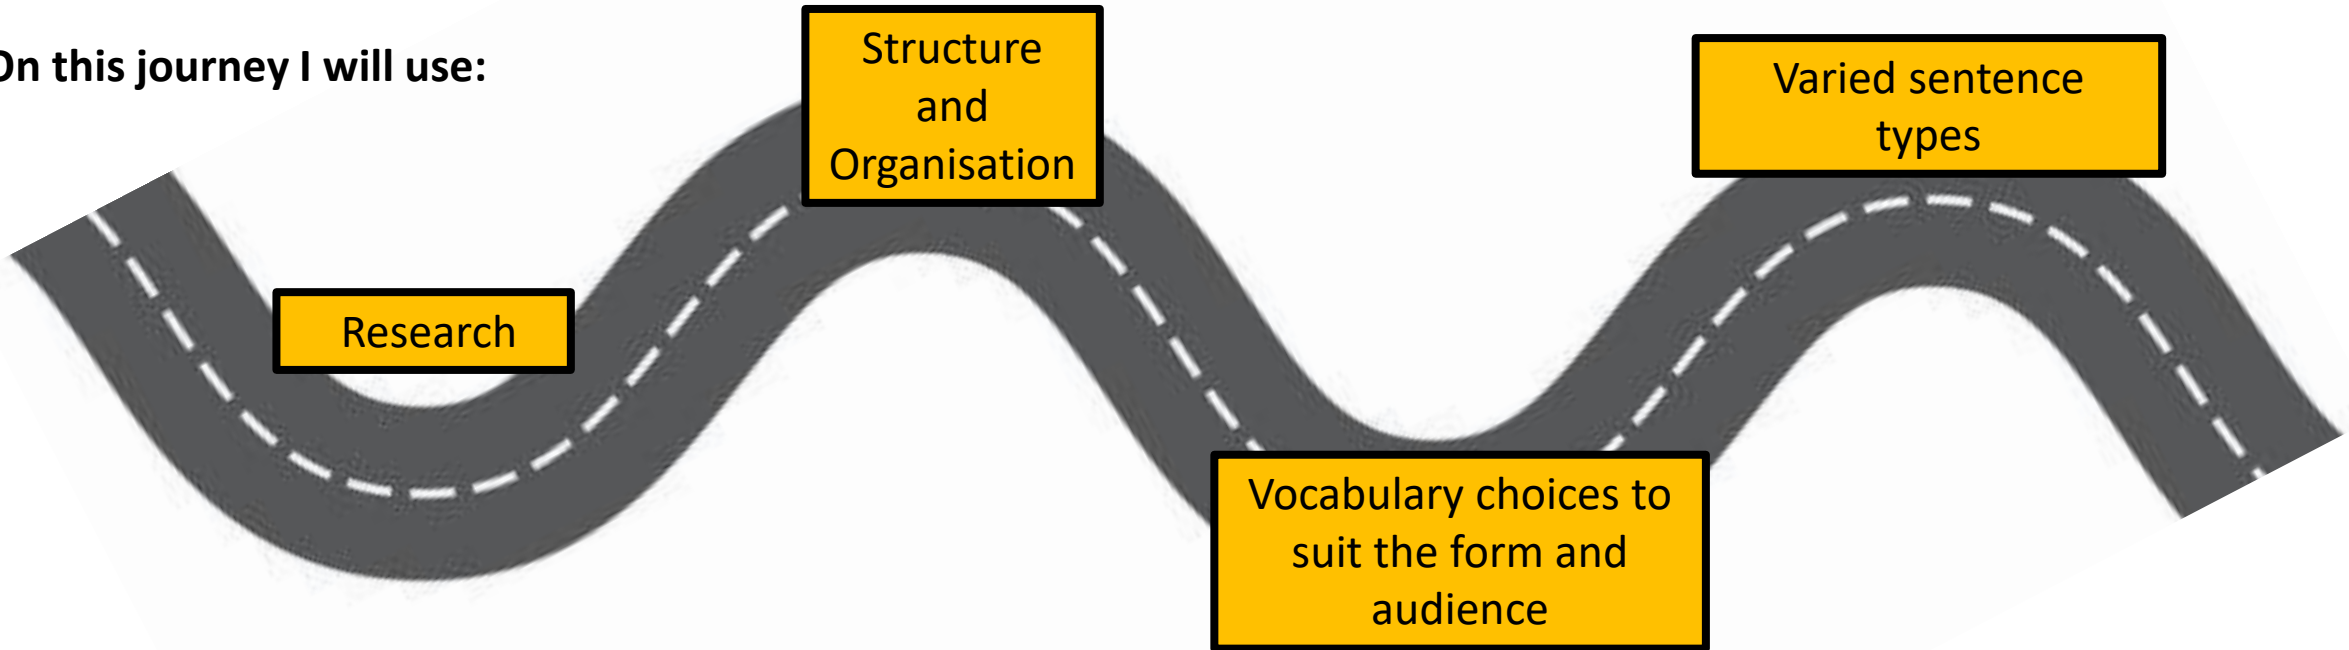 On this journey I will use:
Research
Structure
and
Organisation
Vocabulary choices to
suit the form and
audience
Varied sentence
types